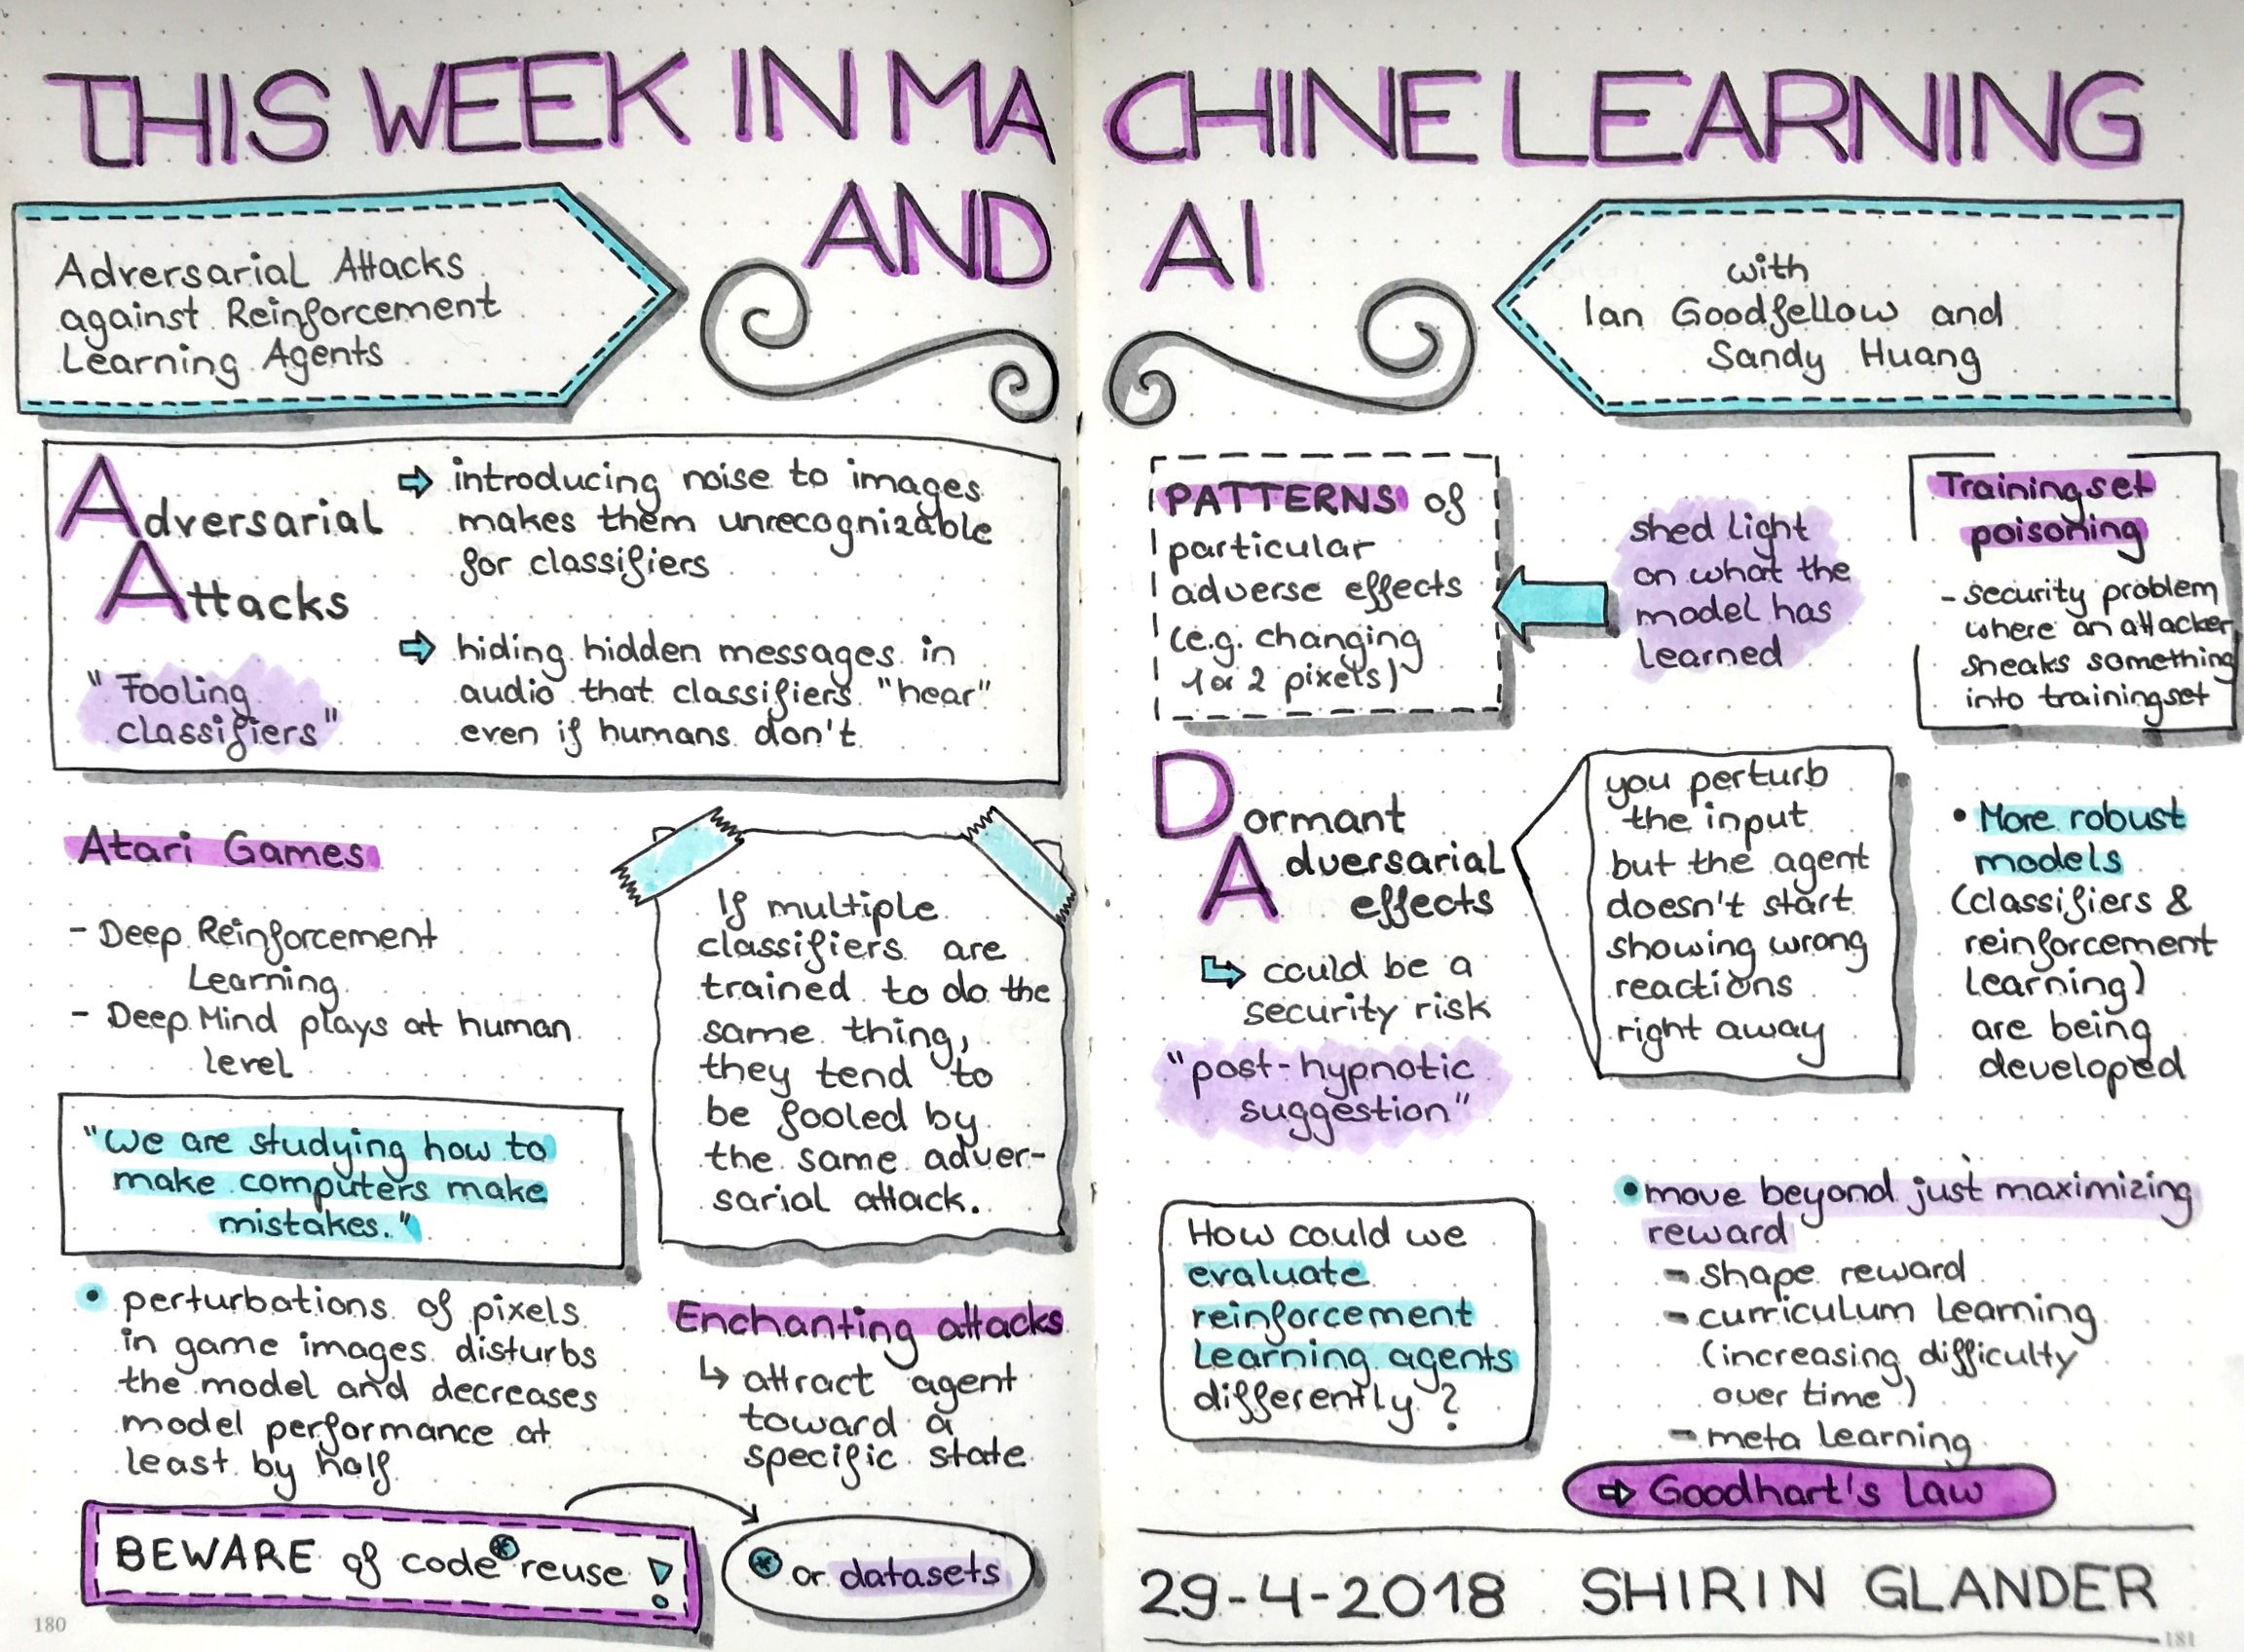 THIS WEEK IN MACHINE LEARNING
AND AI
Adversarial Attacks
against Reinforcement
Learning Agents
with
Ian Goodfellow and
Sandy Huang
Adversarial
Attacks
"Fooling
classifiers"
⇨ introducing noise to images
makes them unrecognizable
for classifiers
⇨ hiding hidden messages in
audio that classifiers "hear"
even if humans don't
Atari Games
- Deep Reinforcement
Learning
- Deep Mind plays at human
level
"We are studying how to
make computers make
mistakes."
• perturbations of pixels
in game images disturbs
the model and decreases
model performance at
least by half
If multiple
classifiers are
trained to do the
same thing,
they tend to
be fooled by
the same adver-
sarial attack.
Enchanting attacks
↳ attract agent
toward a
specific state
BEWARE of code* reuse!
* or datasets
180
PATTERNS of
particular
adverse effects
(e.g. changing
1 or 2 pixels)
shed light
on what the
model has
learned
Trainingset
poisoning
- security problem
where an attacker
sneaks something
into trainingset
Dormant
Adversarial
effects
↳ could be a
security risk
"post-hypnotic
suggestion"
you perturb
the input
but the agent
doesn't start
showing wrong
reactions
right away
• More robust
models
(classifiers &
reinforcement
learning)
are being
developed
How could we
evaluate
reinforcement
learning agents
differently?
• move beyond just maximizing
reward
- shape reward
- curriculum learning
(increasing difficulty
over time)
- meta learning
⇨ Goodhart's law
29-4-2018 SHIRIN GLANDER
181